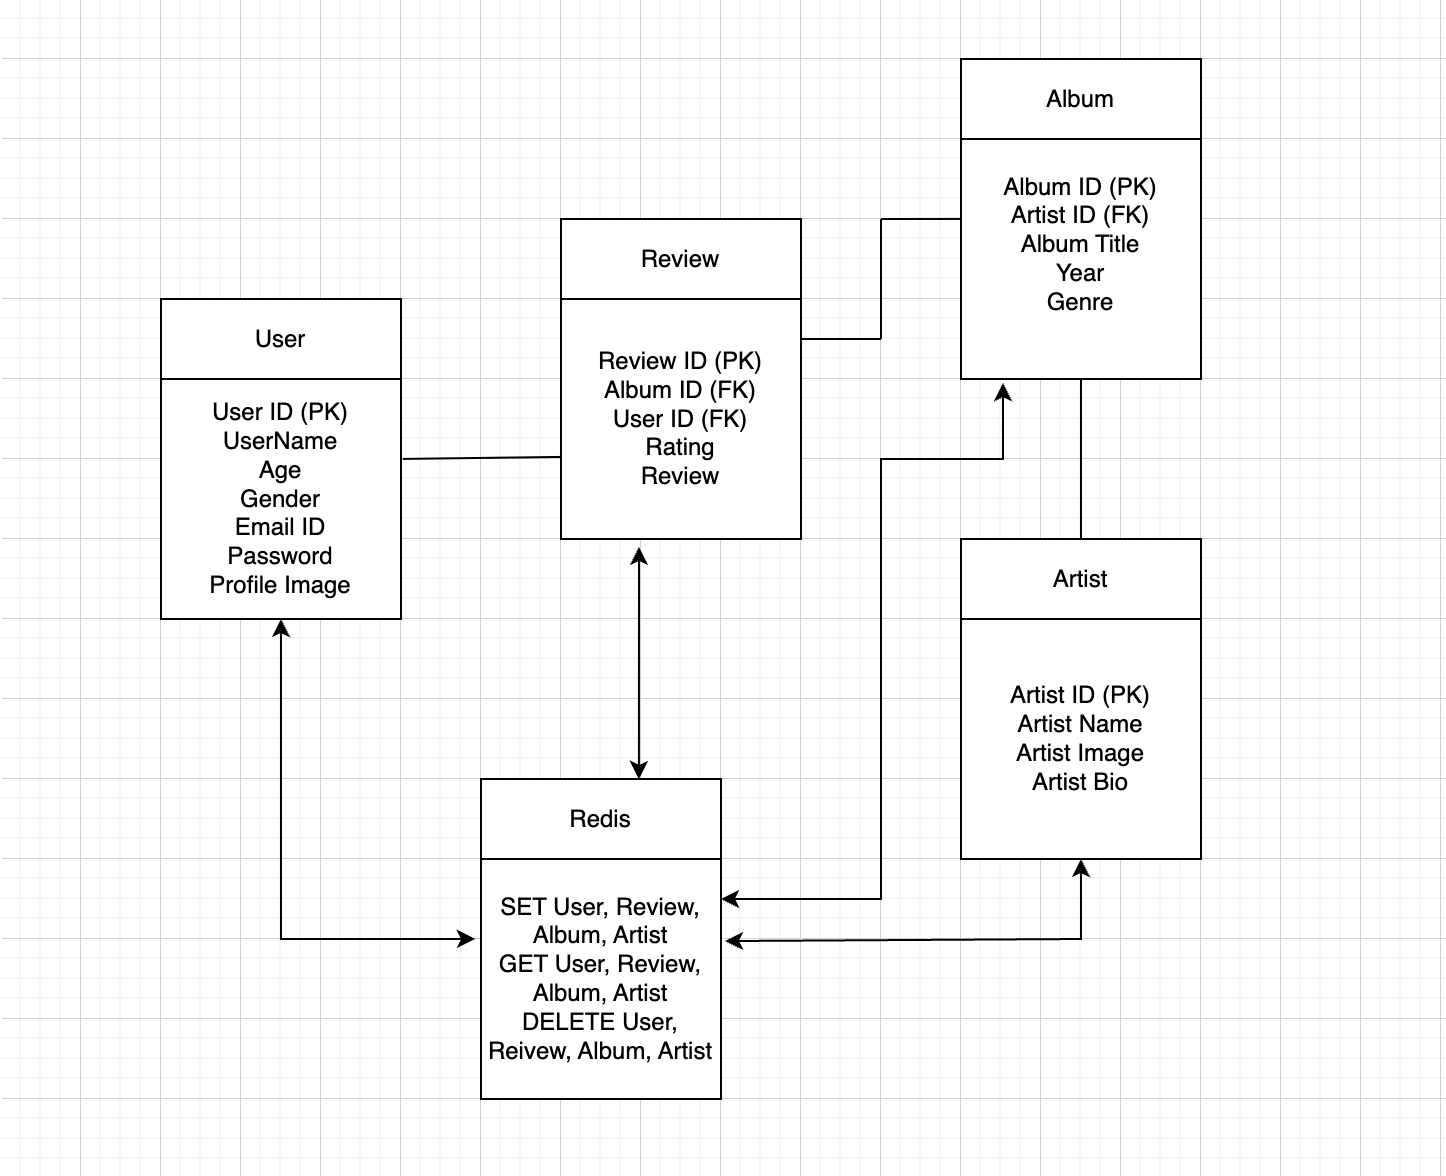 Album
Album ID (PK)
Artist ID (FK)
Album Title
Year
Genre
Review
Review ID (PK)
Album ID (FK)
User ID (FK)
Rating
Review
User
User ID (PK)
UserName
Age
Gender
Email ID
Password
Profile Image
Artist
Artist ID (PK)
Artist Name
Artist Image
Artist Bio
Redis
SET User, Review,
Album, Artist
GET User, Review,
Album, Artist
DELETE User,
Reivew, Album, Artist